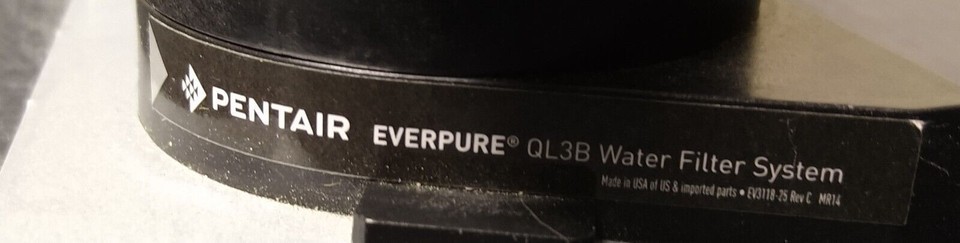 PENTAIR EVERPURE® QL3B Water Filter System
Made in USA of US & imported parts • EV3118-25 Rev C MR14